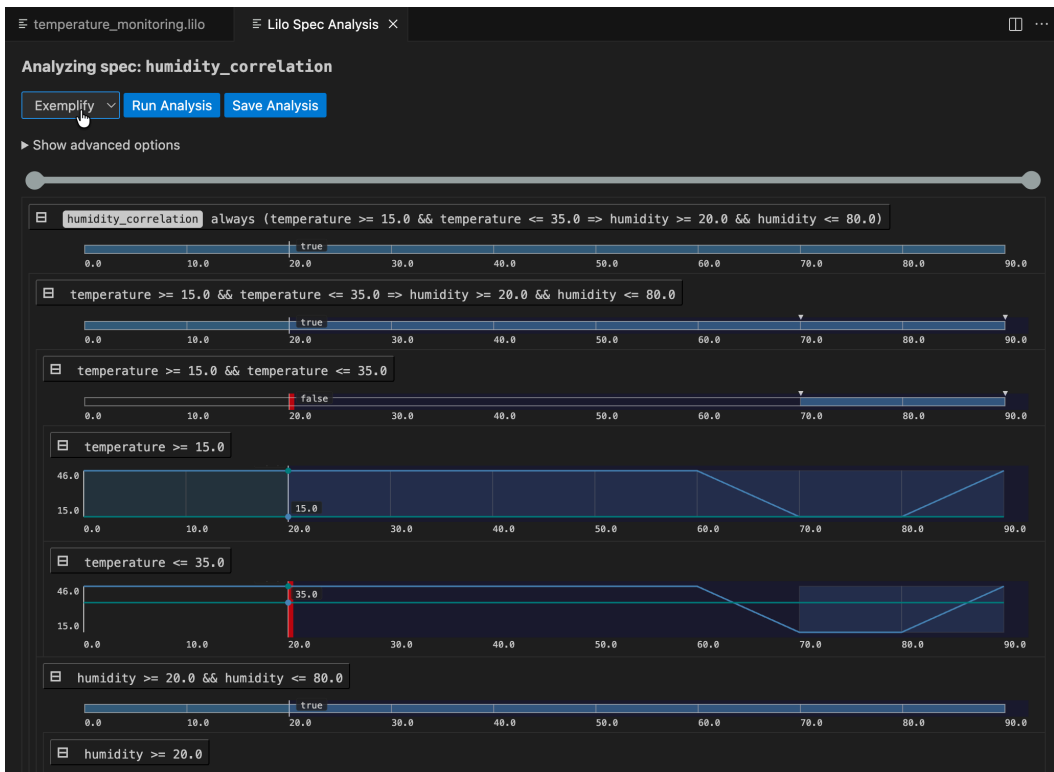 temperature_monitoring.lilo
Lilo Spec Analysis
Analyzing spec: humidity_correlation
Exemplify
Run Analysis
Save Analysis
Show advanced options
humidity_correlation always (temperature >= 15.0 && temperature <= 35.0 => humidity >= 20.0 && humidity <= 80.0)
true
0.0 10.0 20.0 30.0 40.0 50.0 60.0 70.0 80.0 90.0
temperature >= 15.0 && temperature <= 35.0 => humidity >= 20.0 && humidity <= 80.0
true
0.0 10.0 20.0 30.0 40.0 50.0 60.0 70.0 80.0 90.0
temperature >= 15.0 && temperature <= 35.0
false
0.0 10.0 20.0 30.0 40.0 50.0 60.0 70.0 80.0 90.0
temperature >= 15.0
46.0
15.0
15.0
0.0 10.0 20.0 30.0 40.0 50.0 60.0 70.0 80.0 90.0
temperature <= 35.0
46.0
35.0
15.0
0.0 10.0 20.0 30.0 40.0 50.0 60.0 70.0 80.0 90.0
humidity >= 20.0 && humidity <= 80.0
true
0.0 10.0 20.0 30.0 40.0 50.0 60.0 70.0 80.0 90.0
humidity >= 20.0